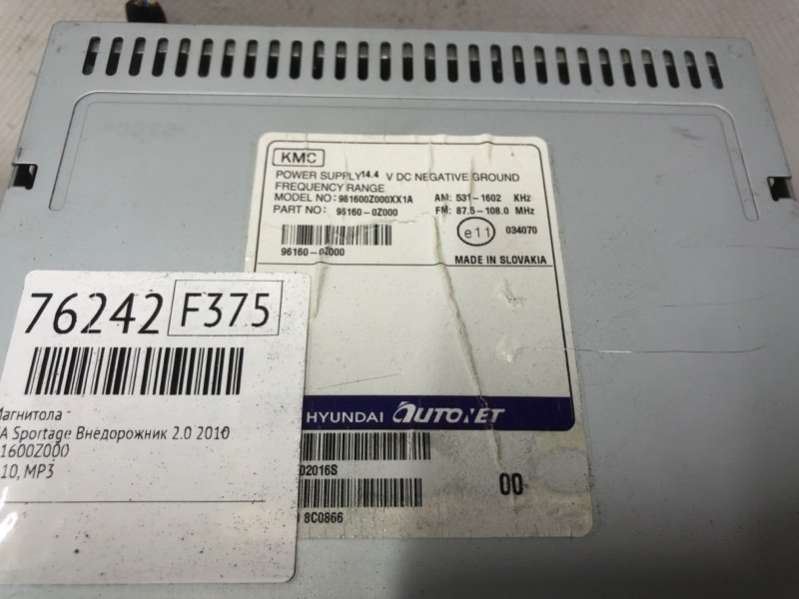 KMC
POWER SUPPLY 14.4 V DC NEGATIVE GROUND
FREQUENCY RANGE
MODEL NO: 961600Z000XX1A AM: 531-1602 KHz
PART NO: 96160-0Z000 FM: 87.5-108.0 MHz
e11 034070
96160-0Z000
MADE IN SLOVAKIA
76242 F375
Магнитола -
A Sportage Внедорожник 2.0 2010
1600Z000
10, MP3
HYUNDAI AUTONET
02016S
00
8C0866